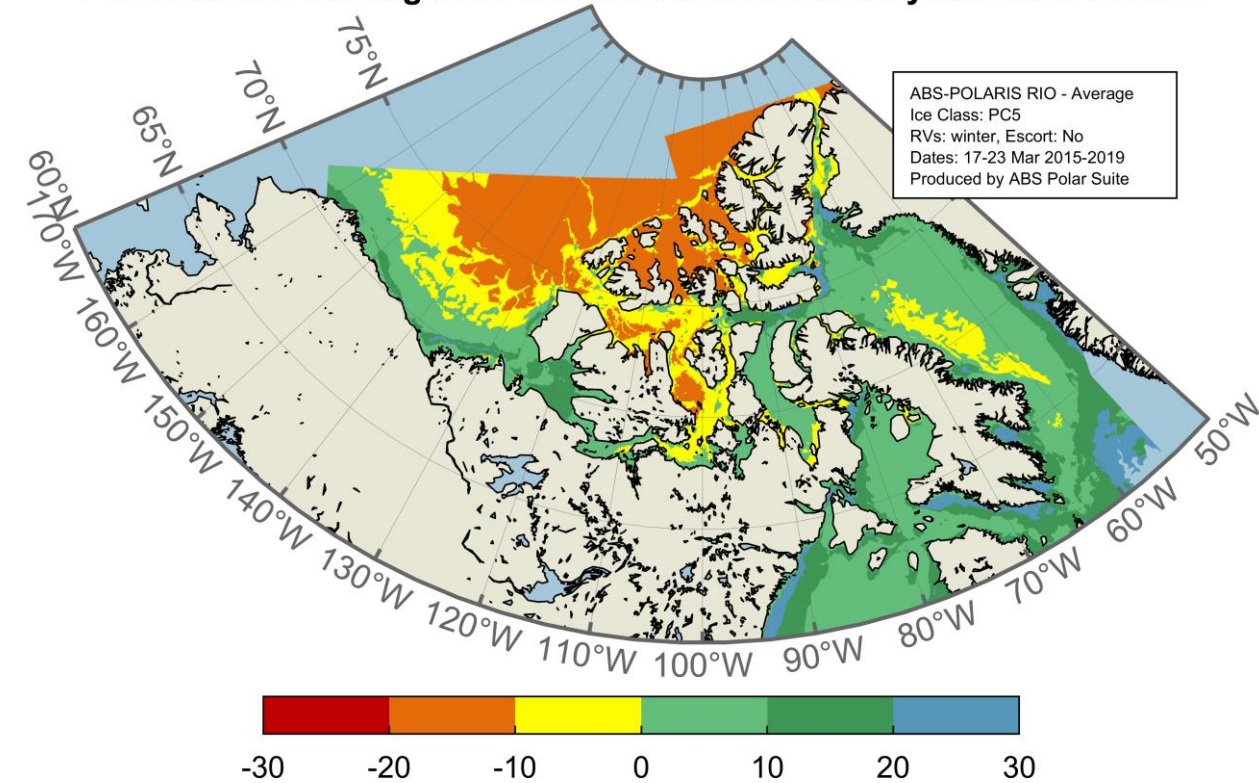 75°N
70°N
65°N
60°N
170°W
160°W
150°W
140°W
130°W
120°W
110°W
100°W
90°W
80°W
70°W
60°W
50°W
ABS-POLARIS RIO - Average
Ice Class: PC5
RVs: winter, Escort: No
Dates: 17-23 Mar 2015-2019
Produced by ABS Polar Suite
-30 -20 -10 0 10 20 30